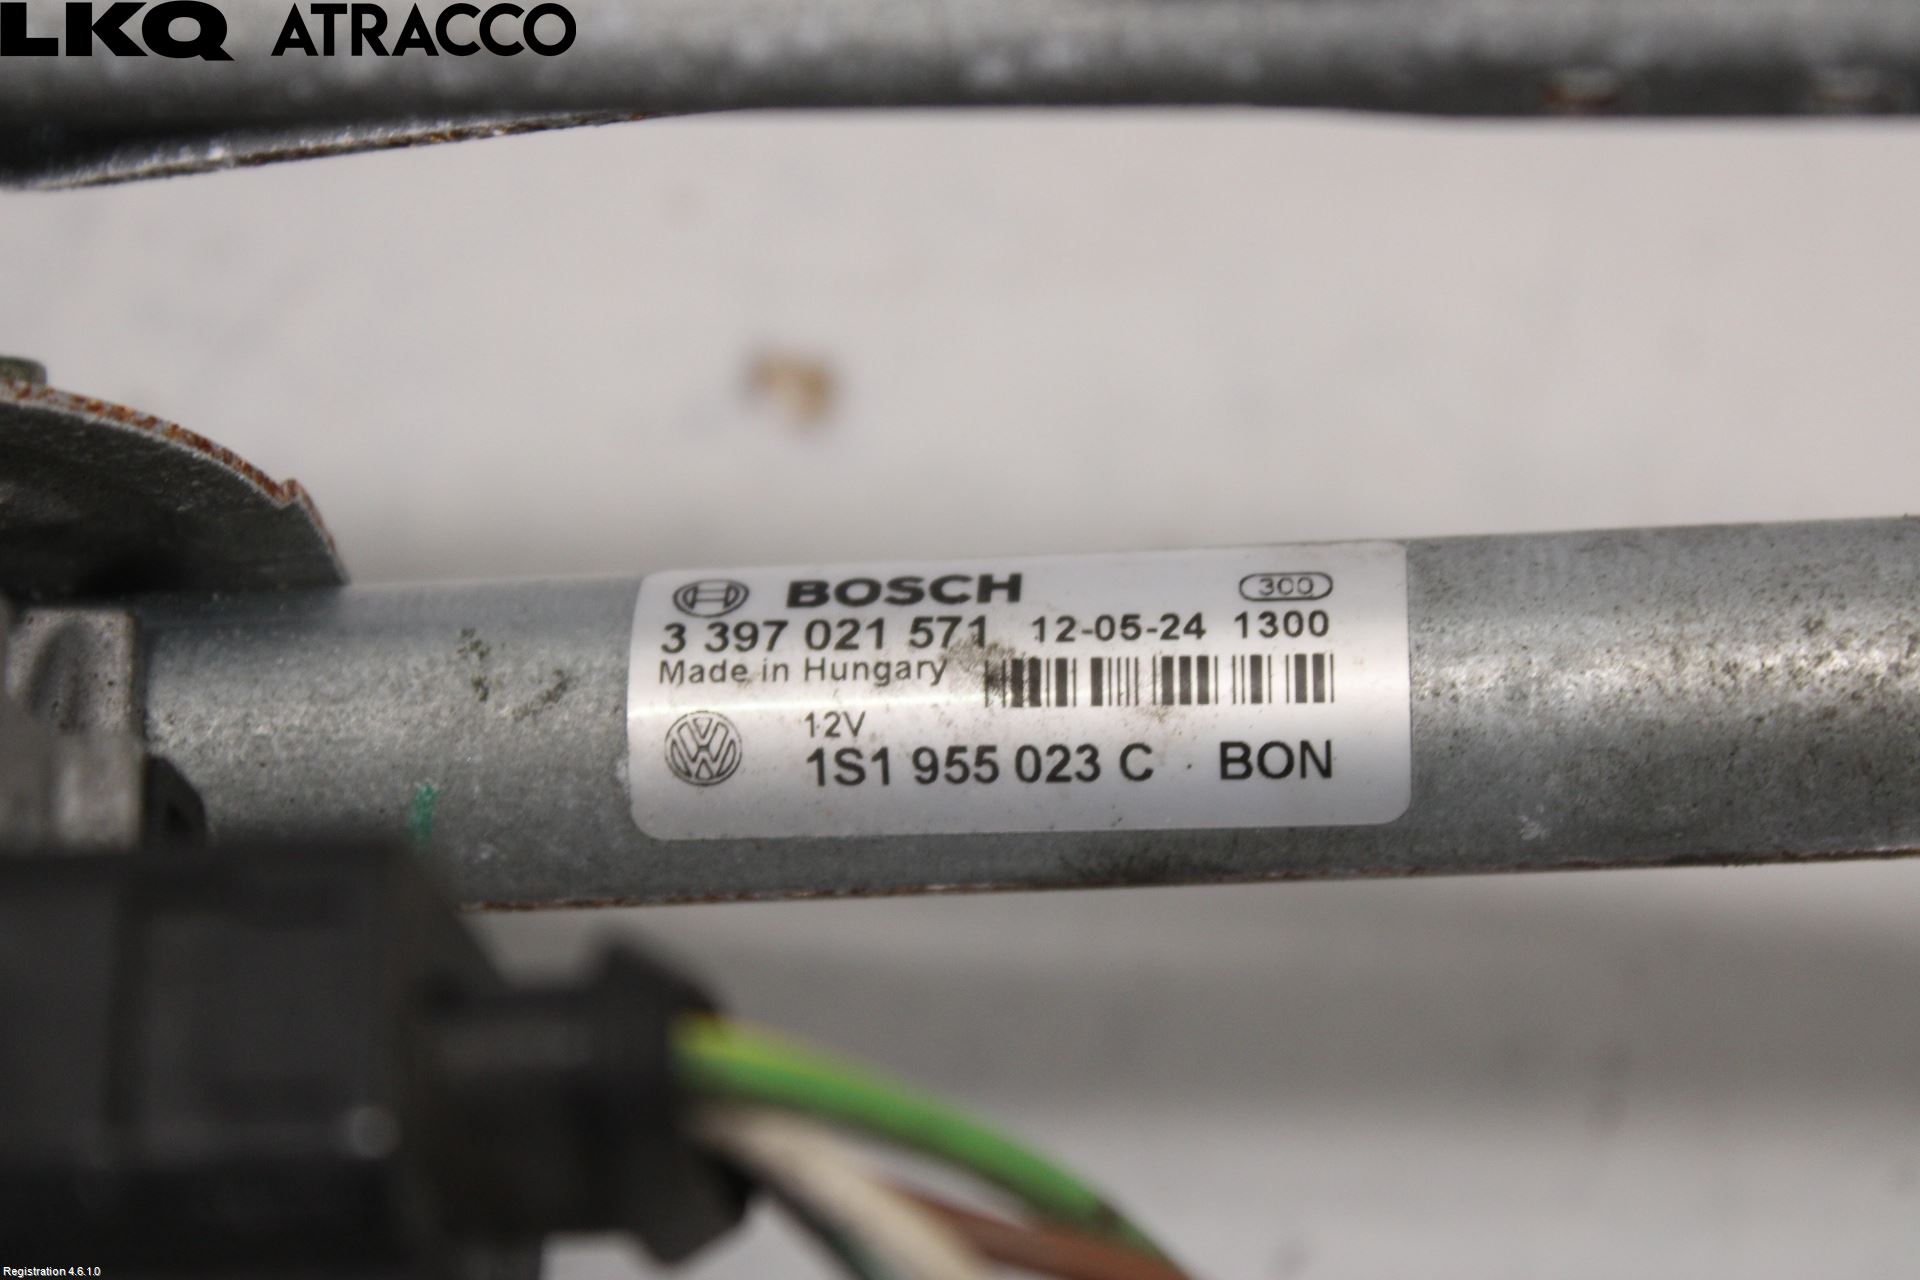 LKQ ATRACCO
BOSCH 300
3 397 021 571 12-05-24 1300
Made in Hungary
12V
1S1 955 023 C BON
Registration 4.6.1.0